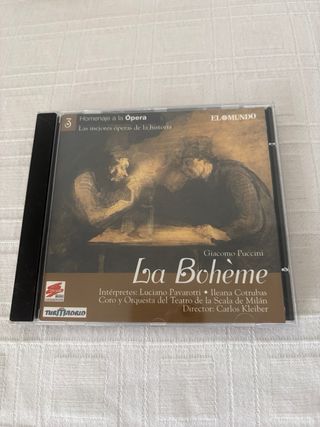 3
Homenaje a la Ópera
EL MUNDO
Las mejores óperas de la historia
Giacomo Puccini
La Bohème
Intérpretes: Luciano Pavarotti • Ileana Cotrubas
Coro y Orquesta del Teatro de la Scala de Milán
Director: Carlos Kleiber